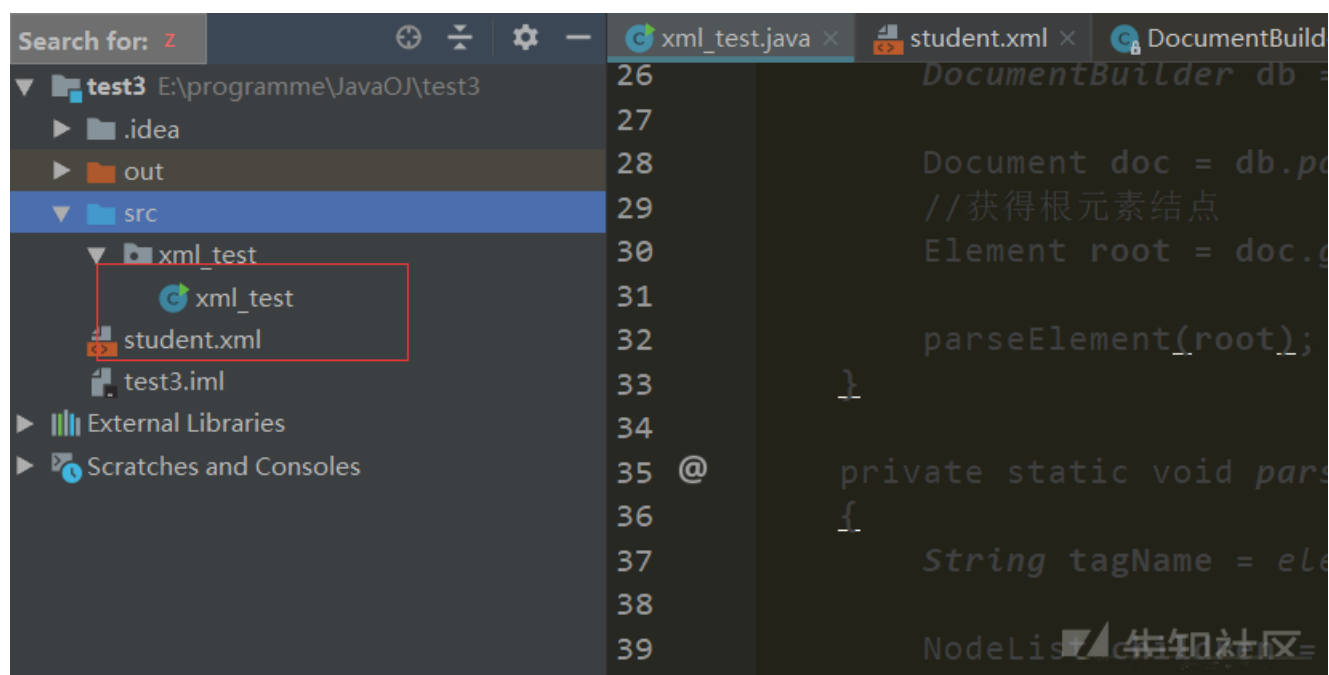 Search for: z
test3 E:\programme\JavaOJ\test3
.idea
out
src
xml_test
xml_test
student.xml
test3.iml
External Libraries
Scratches and Consoles
xml_test.java × student.xml × DocumentBuild
26 DocumentBuilder db =
27
28 Document doc = db.pa
29 //获得根元素结点
30 Element root = doc.g
31
32 parseElement(root);
33 }
34
35 @ private static void pars
36 {
37 String tagName = ele
38
39 NodeList children =
先知社区